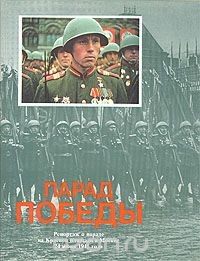 ПАРАД
ПОБЕДЫ
Репортаж о параде
на Красной площади в Москве
24 июня 1945 года